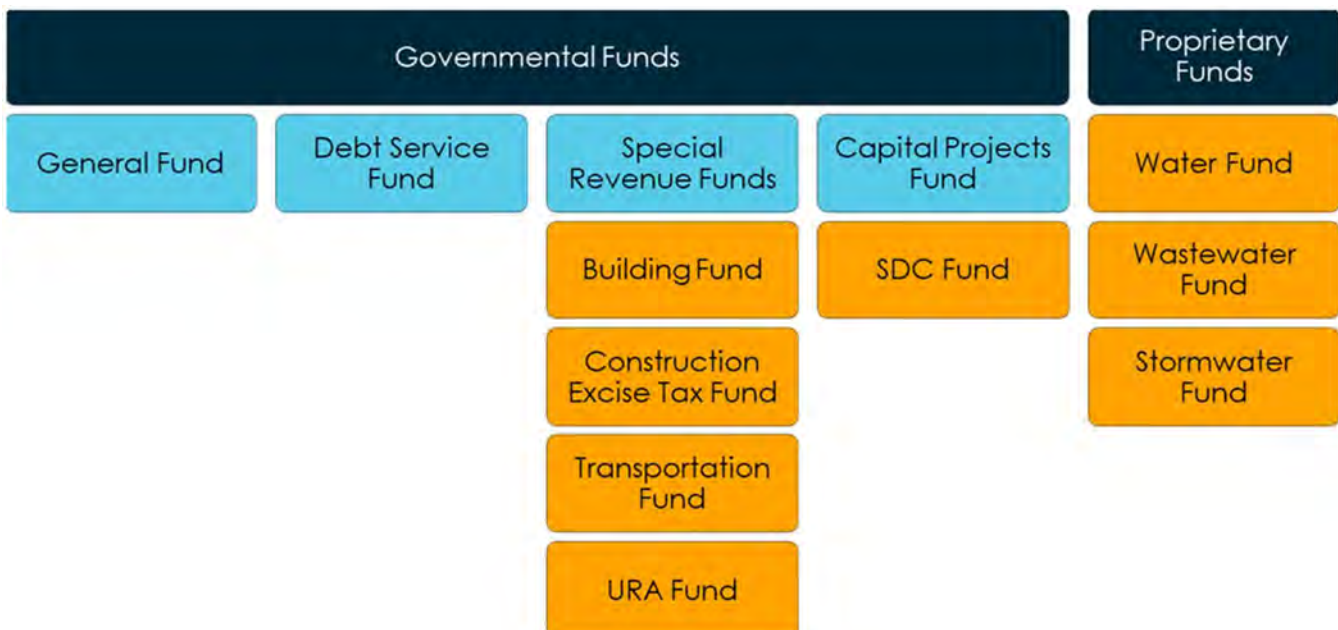 Governmental Funds
Proprietary
Funds
General Fund
Debt Service
Fund
Special
Revenue Funds
Capital Projects
Fund
Water Fund
Building Fund
SDC Fund
Wastewater
Fund
Construction
Excise Tax Fund
Stormwater
Fund
Transportation
Fund
URA Fund